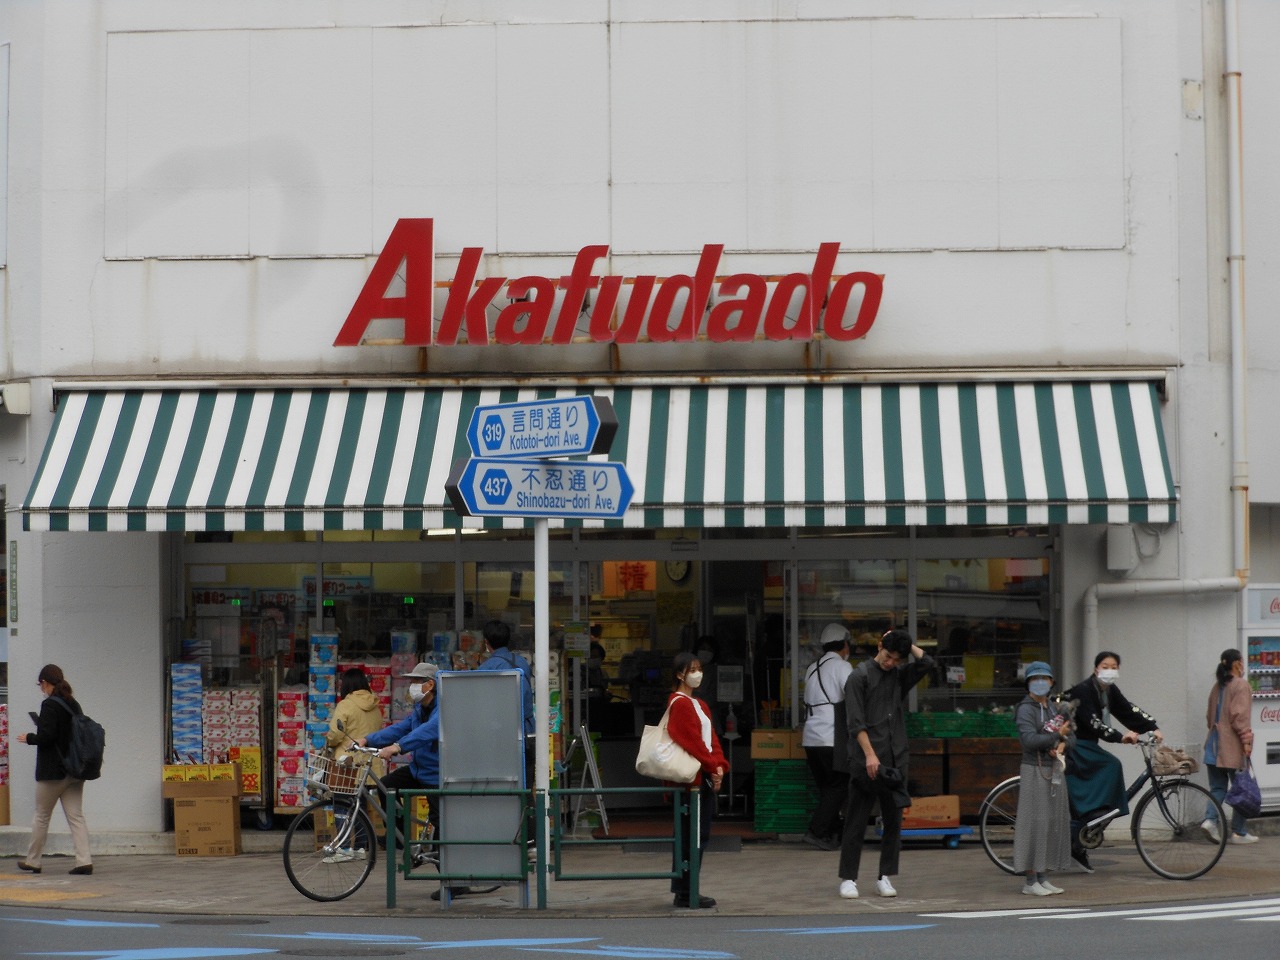 Akafudado
319
言問通り
Kototoi-dori Ave.
437
不忍通り
Shinobazu-dori Ave.